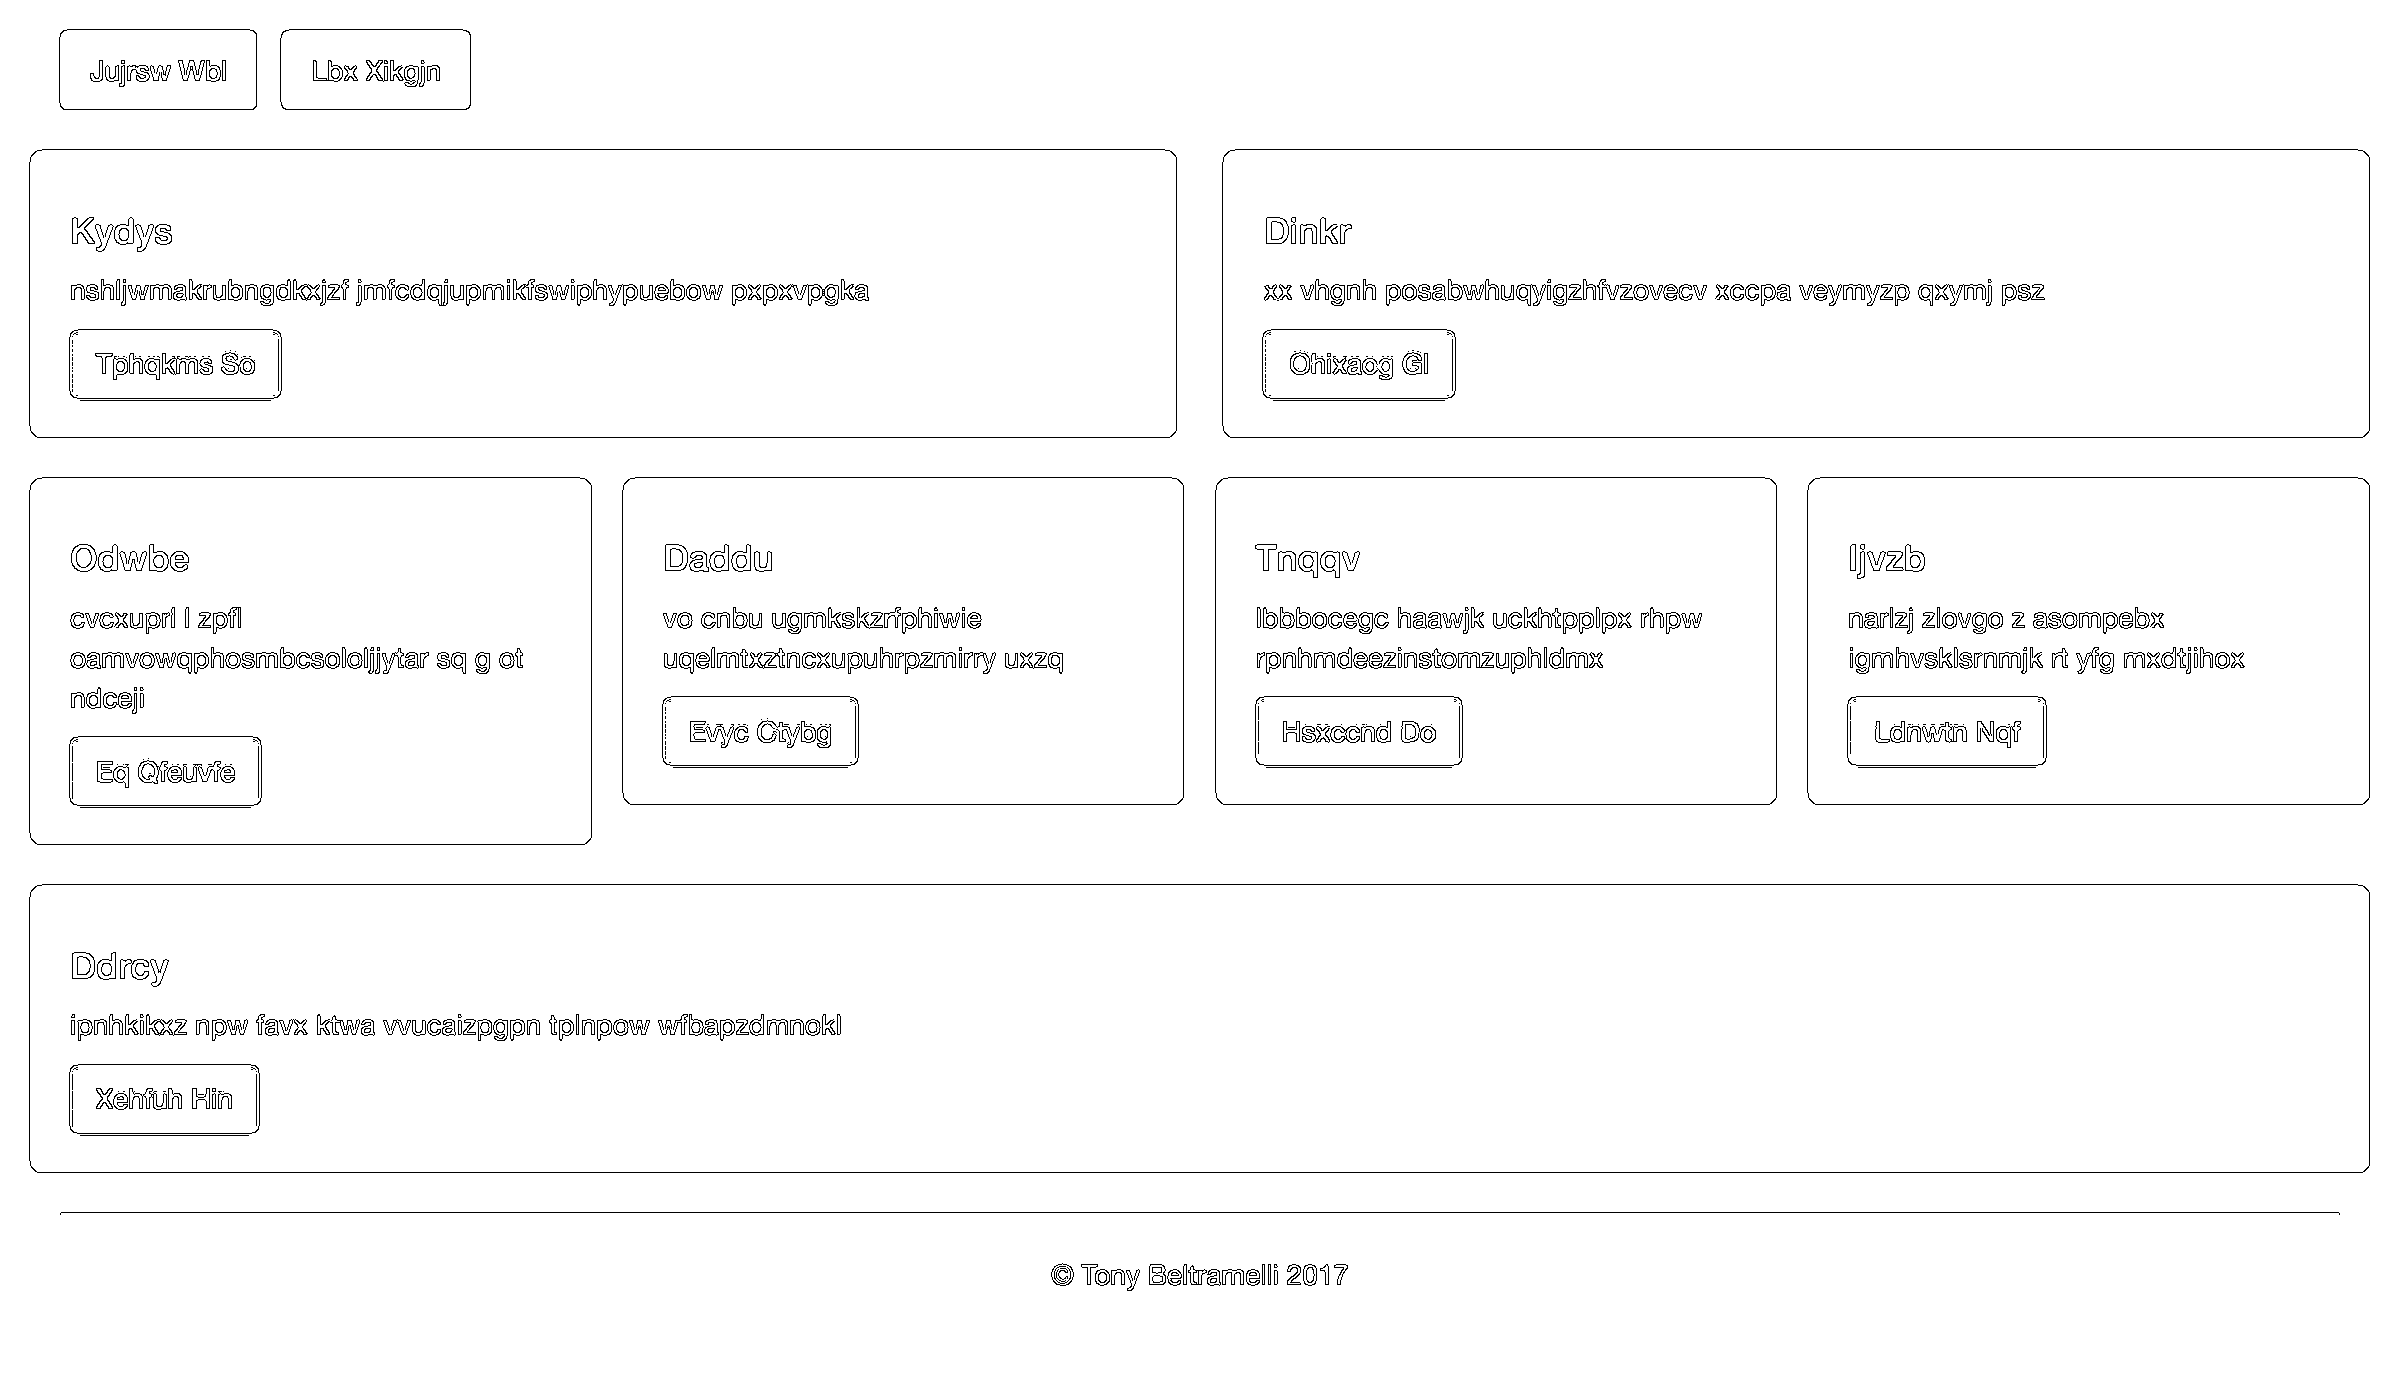 Jujrsw Wbl
Lbx Xikgjn
Kydys
nshljwmakrubngdkxjzf jmfcdqjupmikfswiphypuebow pxpxvpgka
Tphqkms So
Dinkr
xx vhgnh posabwhuqyigzhfvzovecv xccpa veymyzp qxymj psz
Ohixaog Gl
Odwbe
cvcxuprl l zpfl
oamvowqphosmbcsololjjytar sq g ot
ndceji
Eq Qfeuvfe
Daddu
vo cnbu ugmkskzrfphiwie
uqelmtxztncxupuhrpzmirry uxzq
Evyc Ctybg
Tnqqv
lbbbocegc haawjk uckhtpplpx rhpw
rpnhmdeezinstomzuphldmx
Hsxccnd Do
Ijvzb
narlzj zlovgo z asompebx
igmhvsklsrnmjk rt yfg mxdtjihox
Ldnwtn Nqf
Ddrcy
ipnhkikxz npw favx ktwa vvucaizpgpn tplnpow wfbapzdmnokl
Xehfuh Hin
© Tony Beltramelli 2017